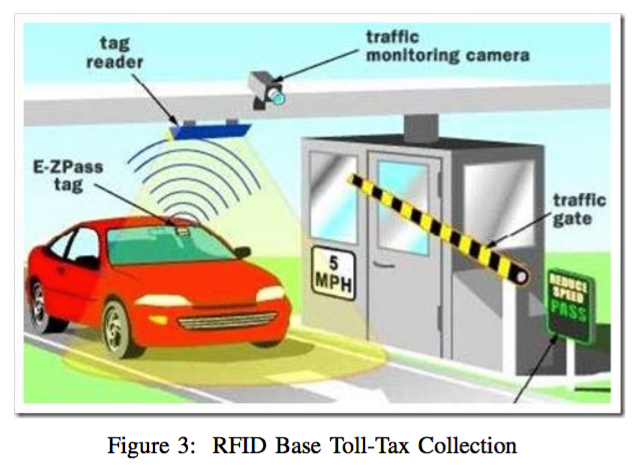 traffic
monitoring camera
tag
reader
E-ZPass
tag
traffic
gate
5
MPH
REDUCE
SPEED
PASS
Figure 3: RFID Base Toll-Tax Collection